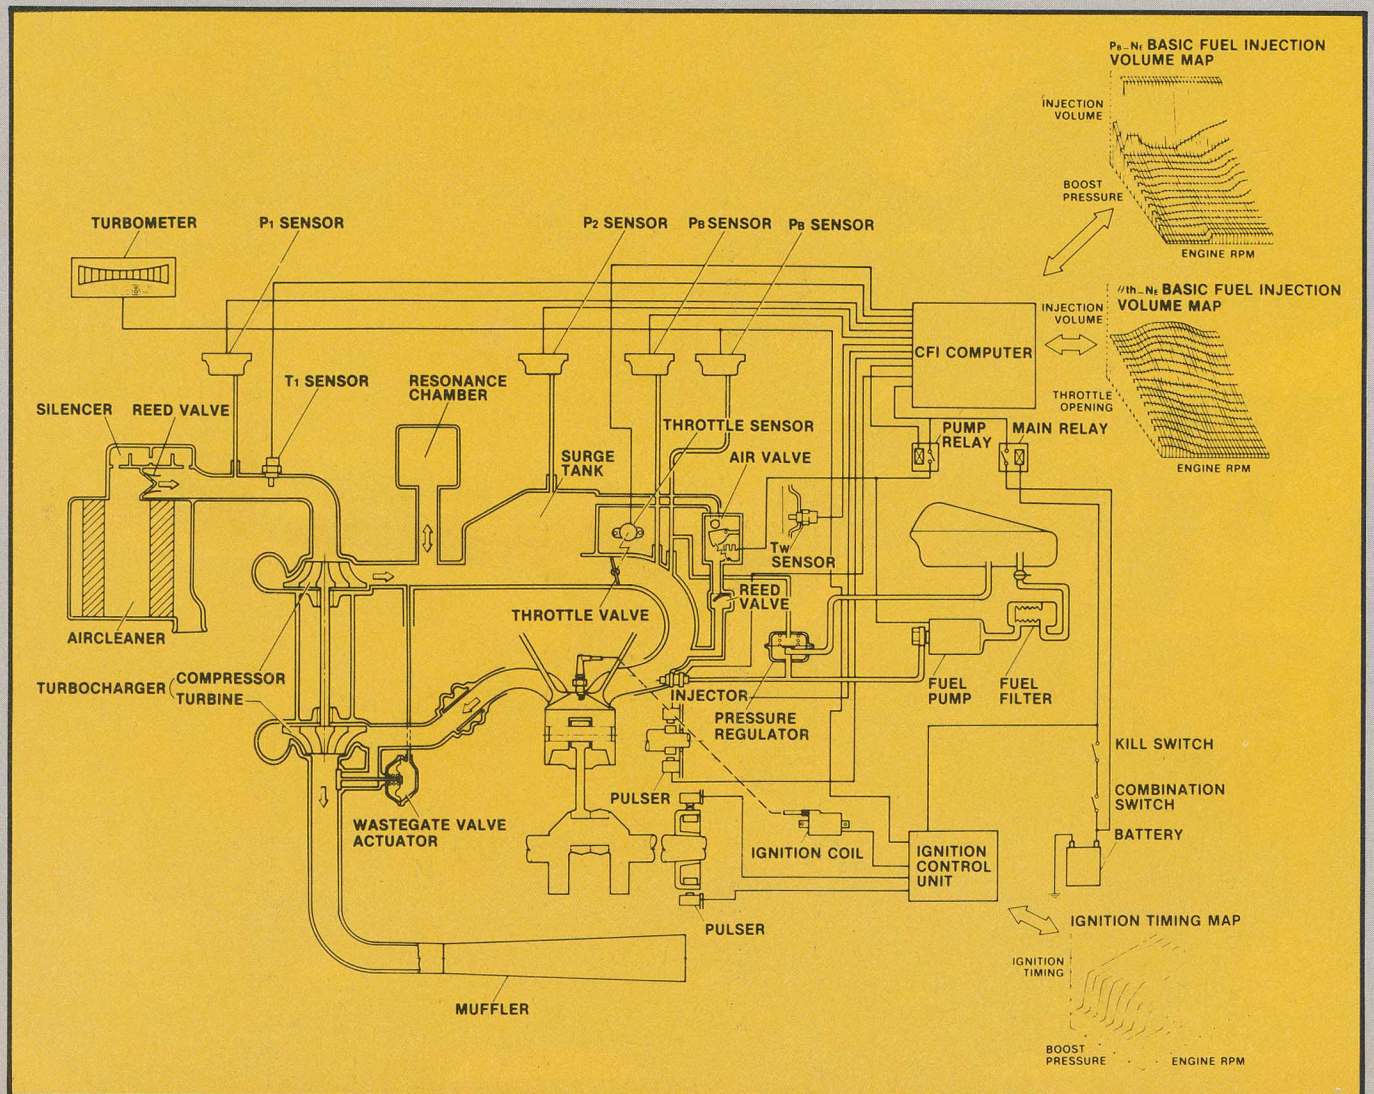 PB–NE BASIC FUEL INJECTION
VOLUME MAP
INJECTION
VOLUME
BOOST
PRESSURE
ENGINE RPM
TURBOMETER
P1 SENSOR
P2 SENSOR
PB SENSOR
PB SENSOR
θth–NE BASIC FUEL INJECTION
VOLUME MAP
INJECTION
VOLUME
THROTTLE
OPENING
ENGINE RPM
CFI COMPUTER
T1 SENSOR
RESONANCE
CHAMBER
SILENCER
REED VALVE
THROTTLE SENSOR
PUMP
RELAY
MAIN RELAY
SURGE
TANK
AIR VALVE
TW
SENSOR
REED
VALVE
THROTTLE VALVE
AIRCLEANER
TURBOCHARGER
COMPRESSOR
TURBINE
INJECTOR
PRESSURE
REGULATOR
FUEL
PUMP
FUEL
FILTER
KILL SWITCH
COMBINATION
SWITCH
BATTERY
PULSER
WASTEGATE VALVE
ACTUATOR
IGNITION COIL
IGNITION
CONTROL
UNIT
PULSER
IGNITION TIMING MAP
IGNITION
TIMING
BOOST
PRESSURE
ENGINE RPM
MUFFLER